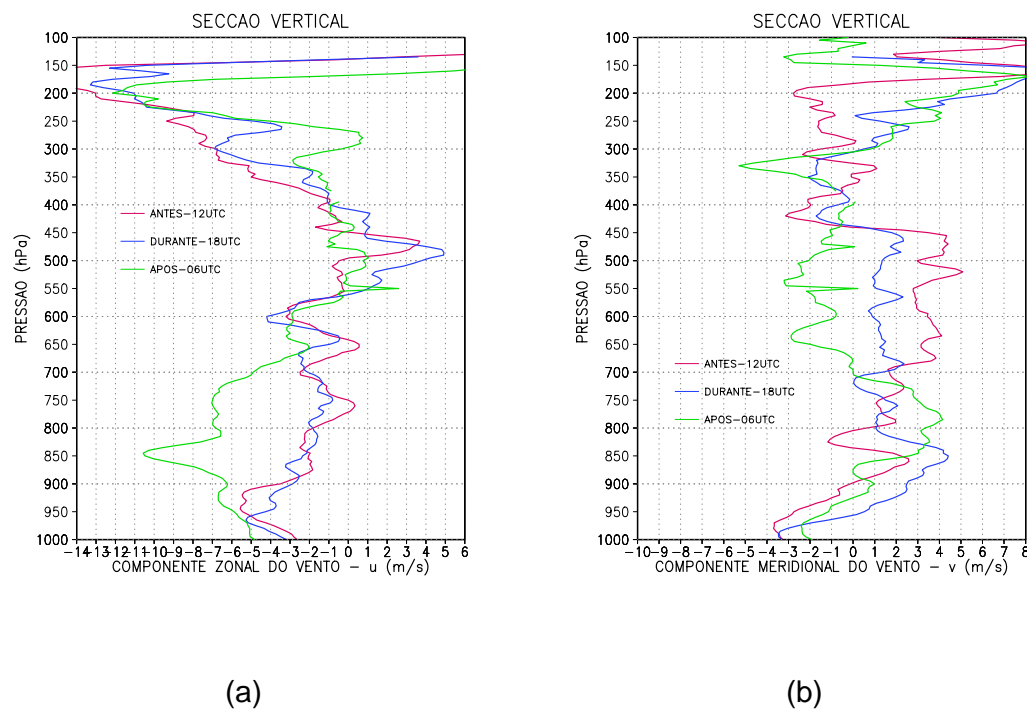 SECCAO VERTICAL
100
150
200
250
300
350
400
450
500
550
600
650
700
750
800
850
900
950
1000
PRESSAO (hPa)
ANTES-12UTC
DURANTE-18UTC
APOS-06UTC
-14 -13 -12 -11 -10 -9 -8 -7 -6 -5 -4 -3 -2 -1 0 1 2 3 4 5 6
COMPONENTE ZONAL DO VENTO - u (m/s)
(a)
SECCAO VERTICAL
100
150
200
250
300
350
400
450
500
550
600
650
700
750
800
850
900
950
1000
PRESSAO (hPa)
ANTES-12UTC
DURANTE-18UTC
APOS-06UTC
-10 -9 -8 -7 -6 -5 -4 -3 -2 -1 0 1 2 3 4 5 6 7 8
COMPONENTE MERIDIONAL DO VENTO - v (m/s)
(b)